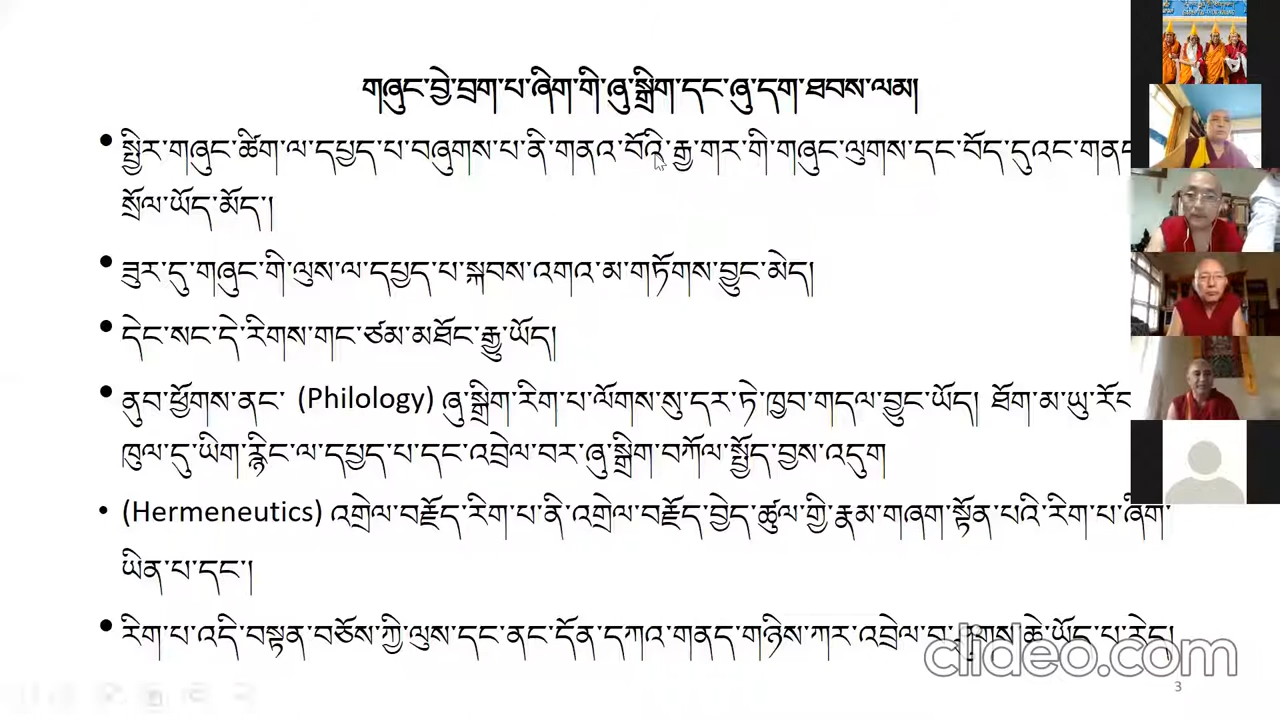 གཞུང་བྱེ་བྲག་པ་ཞིག་གི་ཞུ་སྒྲིག་དང་ཞུ་དག་ཐབས་ལམ།
• སྤྱིར་གཞུང་ཚིག་ལ་དཔྱད་པ་བཞུགས་པ་ནི་གནའ་བོའི་རྒྱ་གར་གི་གཞུང་ལུགས་དང་བོད་དུའང་
སྲོལ་ཡོད་མོད་།
• ཟུར་དུ་གཞུང་གི་ལུས་ལ་དཔྱད་པ་སྐབས་འགའ་མ་གཏོགས་བྱུང་མེད།
• དེང་སང་དེ་རིགས་གང་ཙམ་མཐོང་རྒྱུ་ཡོད།
• ནུབ་ཕྱོགས་ནང་ (Philology) ཞུ་སྒྲིག་རིག་པ་ལོགས་སུ་དར་ཏེ་ཁྱབ་གདལ་བྱུང་ཡོད། ཐོག་མ་ཡུ་རོབ
ཁུལ་དུ་ཡིག་རྙིང་ལ་དཔྱད་པ་དང་འབྲེལ་བར་ཞུ་སྒྲིག་བཀོལ་སྤྱོད་བྱས་འདུག
• (Hermeneutics) འགྲེལ་བརྗོད་རིག་པ་ནི་འགྲེལ་བརྗོད་བྱེད་ཚུལ་གྱི་རྣམ་གཞག་སྟོན་པའི་རིག་པ་ཞིག་
ཡིན་པ་དང་།
• རིག་པ་འདི་བསྟན་བཅོས་ཀྱི་ལུས་དང་ནང་དོན་དཀའ་གནད་གཉིས་ཀར་འབྲེལ་བ་ཤུགས་ཆེ་ཡོད་པ་རེད།
clideo.com
3